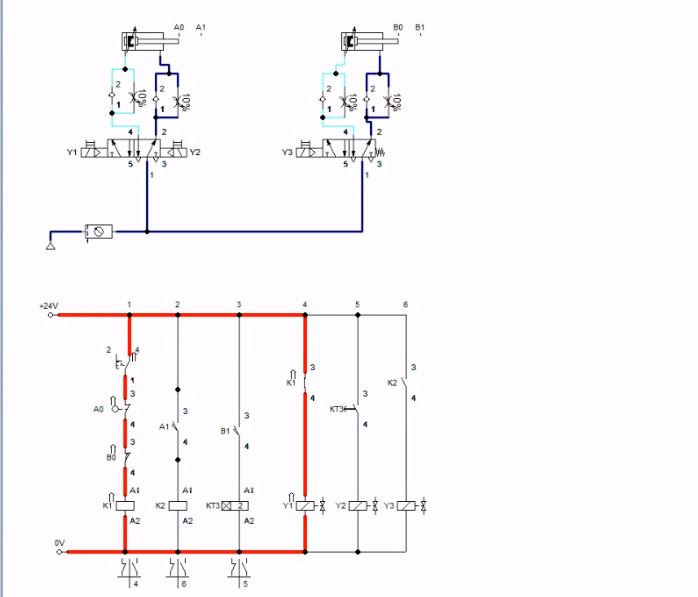 A0 A1 B0 B1
2 2 2 2
1 10% 1 10% 1 10% 1 10%
4 2 4 2
Y1 Y2 Y3
5 3 5 3
1 1
+24V 1 2 3 4 5 6
2 4
1
3 3 3
K1 K2
3 4 4
A0 3 3 KT3
4 A1 B1 4
3 4 4
B0
4
A1 A1 A1
K1 K2 KT3 2 Y1 Y2 Y3
A2 A2 A2
0V
4 6 5